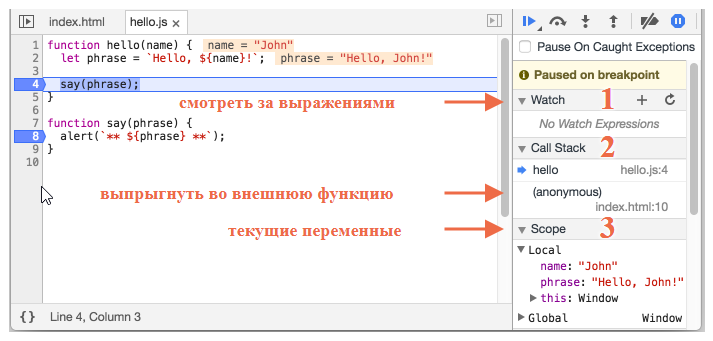 index.html
hello.js ×
1 function hello(name) { name = "John"
2 let phrase = `Hello, ${name}!`; phrase = "Hello, John!"
3
4 say(phrase);
5 }
6
7 function say(phrase) {
8 alert(`** ${phrase} **`);
9 }
10
смотреть за выражениями
выпрыгнуть во внешнюю функцию
текущие переменные
{} Line 4, Column 3
Pause On Caught Exceptions
Paused on breakpoint
Watch 1
No Watch Expressions
Call Stack 2
hello hello.js:4
(anonymous)
index.html:10
Scope 3
Local
name: "John"
phrase: "Hello, John!"
this: Window
Global Window